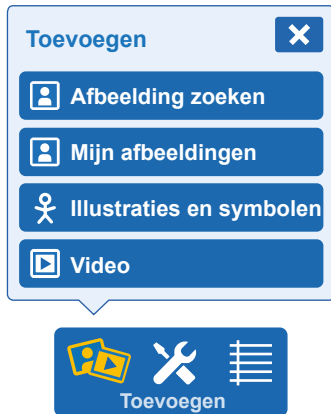 Toevoegen
Afbeelding zoeken
Mijn afbeeldingen
Illustraties en symbolen
Video
Toevoegen